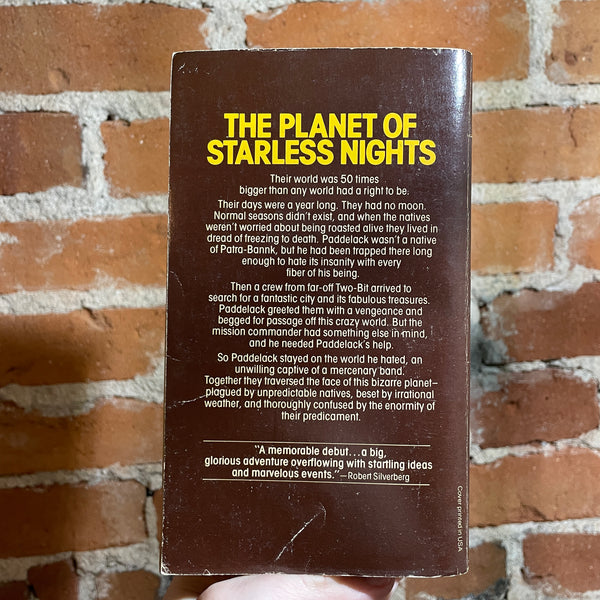 THE PLANET OF
STARLESS NIGHTS
Their world was 50 times
bigger than any world had a right to be.
Their days were a year long. They had no moon.
Normal seasons didn't exist, and when the natives
weren't worried about being roasted alive they lived in
dread of freezing to death. Paddelack wasn't a native
of Patra-Bannk, but he had been trapped there long
enough to hate its insanity with every
fiber of his being.
Then a crew from far-off Two-Bit arrived to
search for a fantastic city and its fabulous treasures.
Paddelack greeted them with a vengeance and
begged for passage off this crazy world. But the
mission commander had something else in mind,
and he needed Paddelack's help.
So Paddelack stayed on the world he hated, an
unwilling captive of a mercenary band.
Together they traversed the face of this bizarre planet—
plagued by unpredictable natives, beset by irrational
weather, and thoroughly confused by the enormity of
their predicament.
"A memorable debut...a big,
glorious adventure overflowing with startling ideas
and marvelous events."—Robert Silverberg
Cover printed in USA